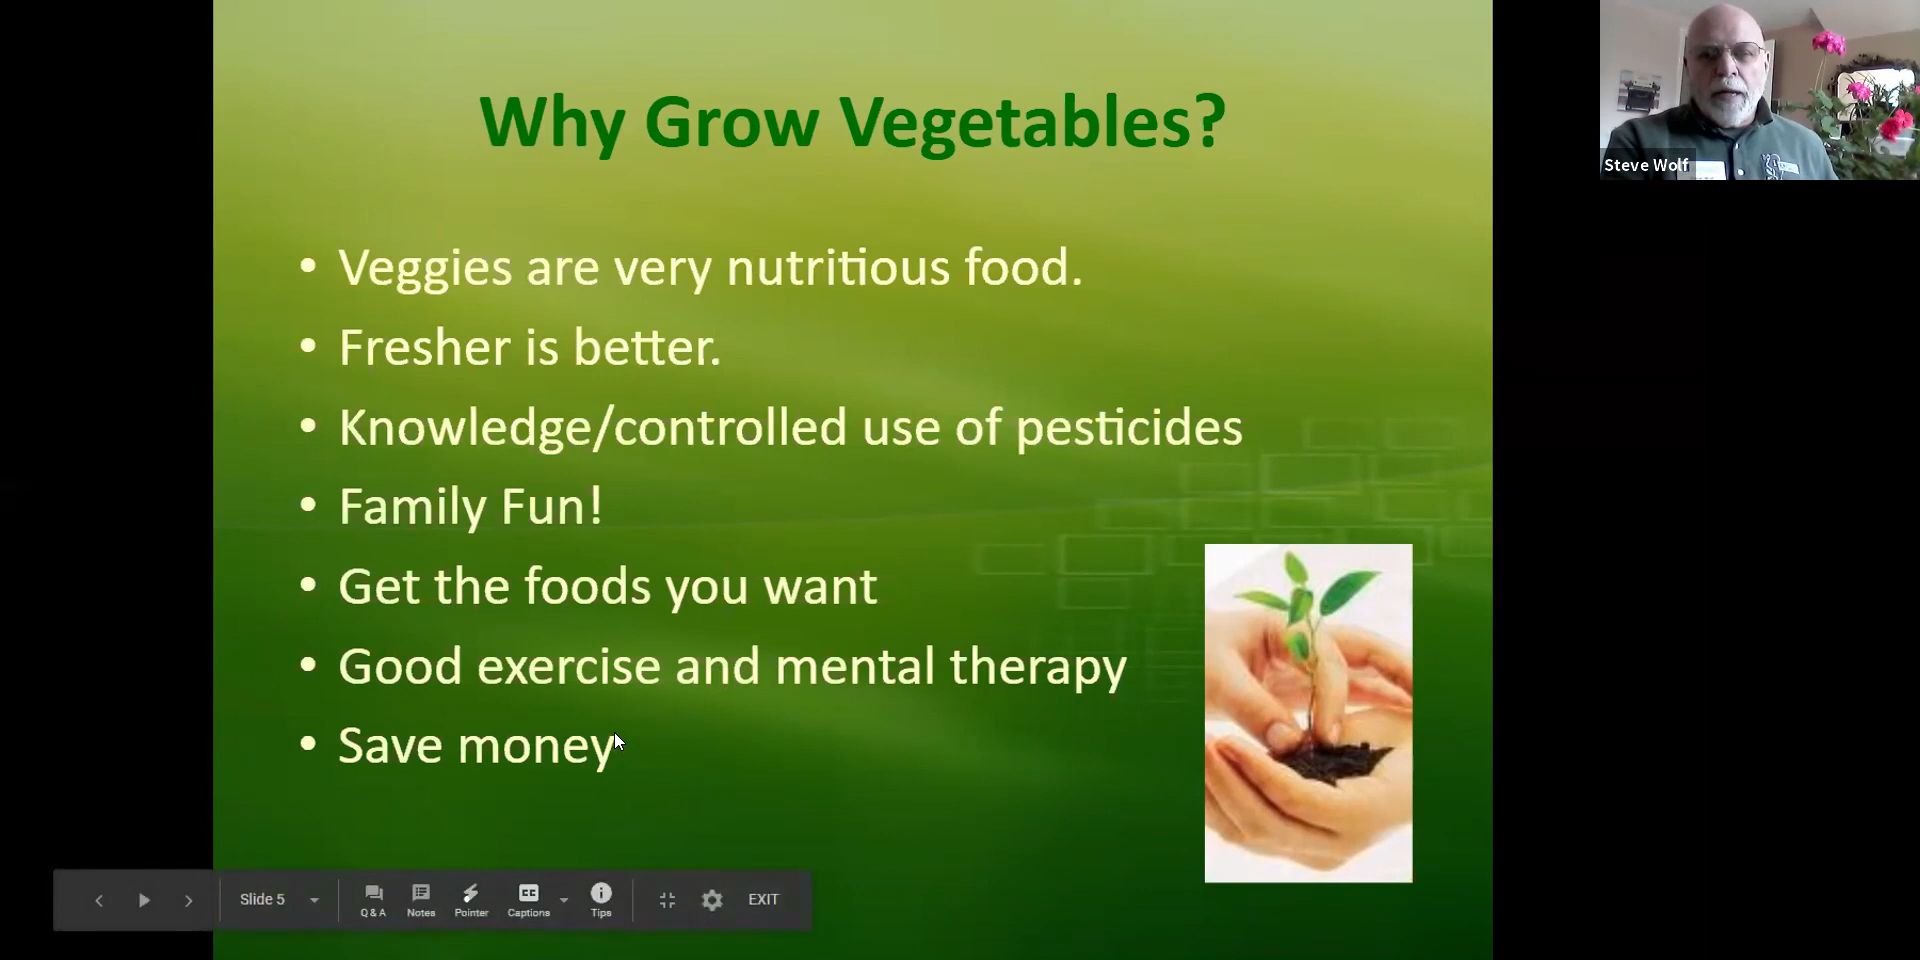 Why Grow Vegetables?
• Veggies are very nutritious food.
• Fresher is better.
• Knowledge/controlled use of pesticides
• Family Fun!
• Get the foods you want
• Good exercise and mental therapy
• Save money
Steve Wolf
Slide 5
Q & A
Notes
Pointer
CC
Captions
Tips
EXIT